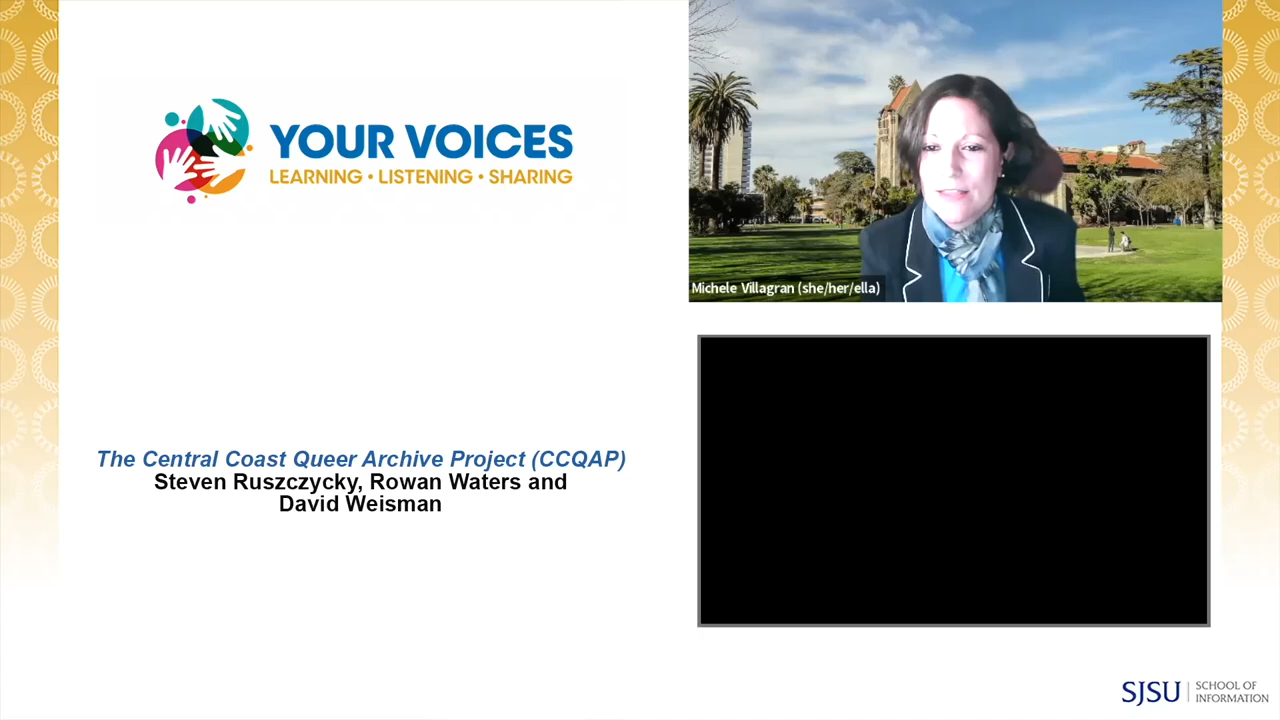 YOUR VOICES
LEARNING • LISTENING • SHARING
Michele Villagran (she/her/ella)
The Central Coast Queer Archive Project (CCQAP)
Steven Ruszczycky, Rowan Waters and
David Weisman
SJSU | SCHOOL OF
INFORMATION